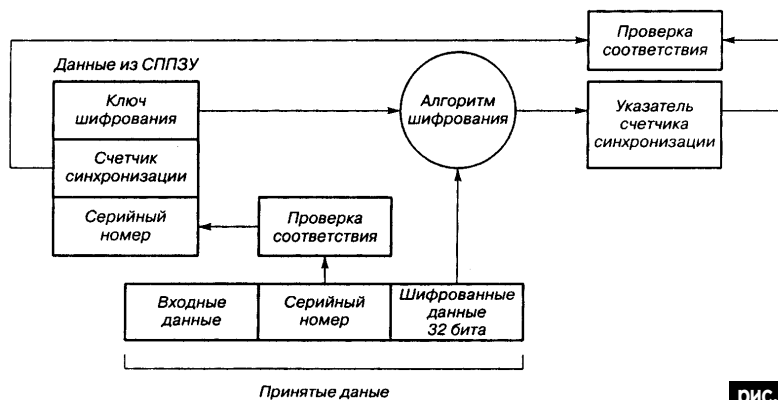 Проверка
соответствия
Данные из СППЗУ
Ключ
шифрования
Алгоритм
шифрования
Указатель
счетчика
синхронизации
Счетчик
синхронизации
Серийный
номер
Проверка
соответствия
Входные
данные
Серийный
номер
Шифрованные
данные
32 бита
Принятые даные
рис.